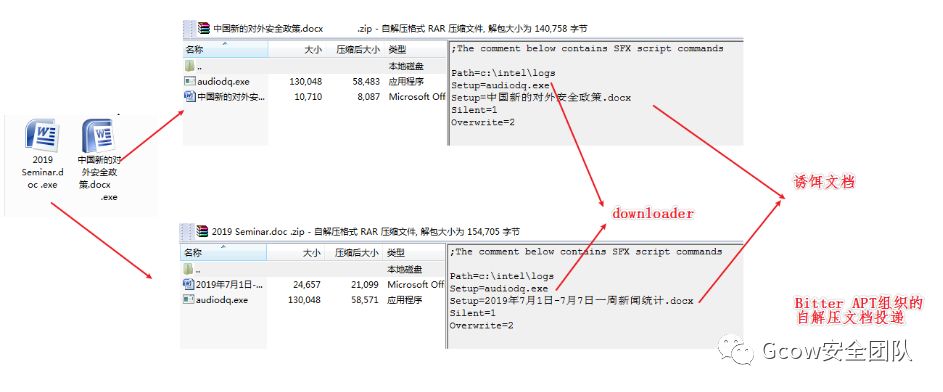 中国新的对外安全政策.docx .zip - 自解压格式 RAR 压缩文件, 解包大小为 140,758 字节
名称 大小 压缩后大小 类型
.. 本地磁盘
audiodq.exe 130,048 58,483 应用程序
中国新的对外安... 10,710 8,087 Microsoft Off
;The comment below contains SFX script commands
Path=c:\intel\logs
Setup=audiodq.exe
Setup=中国新的对外安全政策.docx
Silent=1
Overwrite=2
2019
Seminar.d
oc .exe
中国新的对
外安全政
策.docx
.exe
诱饵文档
downloader
2019 Seminar.doc .zip - 自解压格式 RAR 压缩文件, 解包大小为 154,705 字节
名称 大小 压缩后大小 类型
.. 本地磁盘
2019年7月1日-... 24,657 21,099 Microsoft Off
audiodq.exe 130,048 58,571 应用程序
;The comment below contains SFX script commands
Path=c:\intel\logs
Setup=audiodq.exe
Setup=2019年7月1日-7月7日一周新闻统计.docx
Silent=1
Overwrite=2
Bitter APT组织的
自解压文档投递
Gcow安全团队